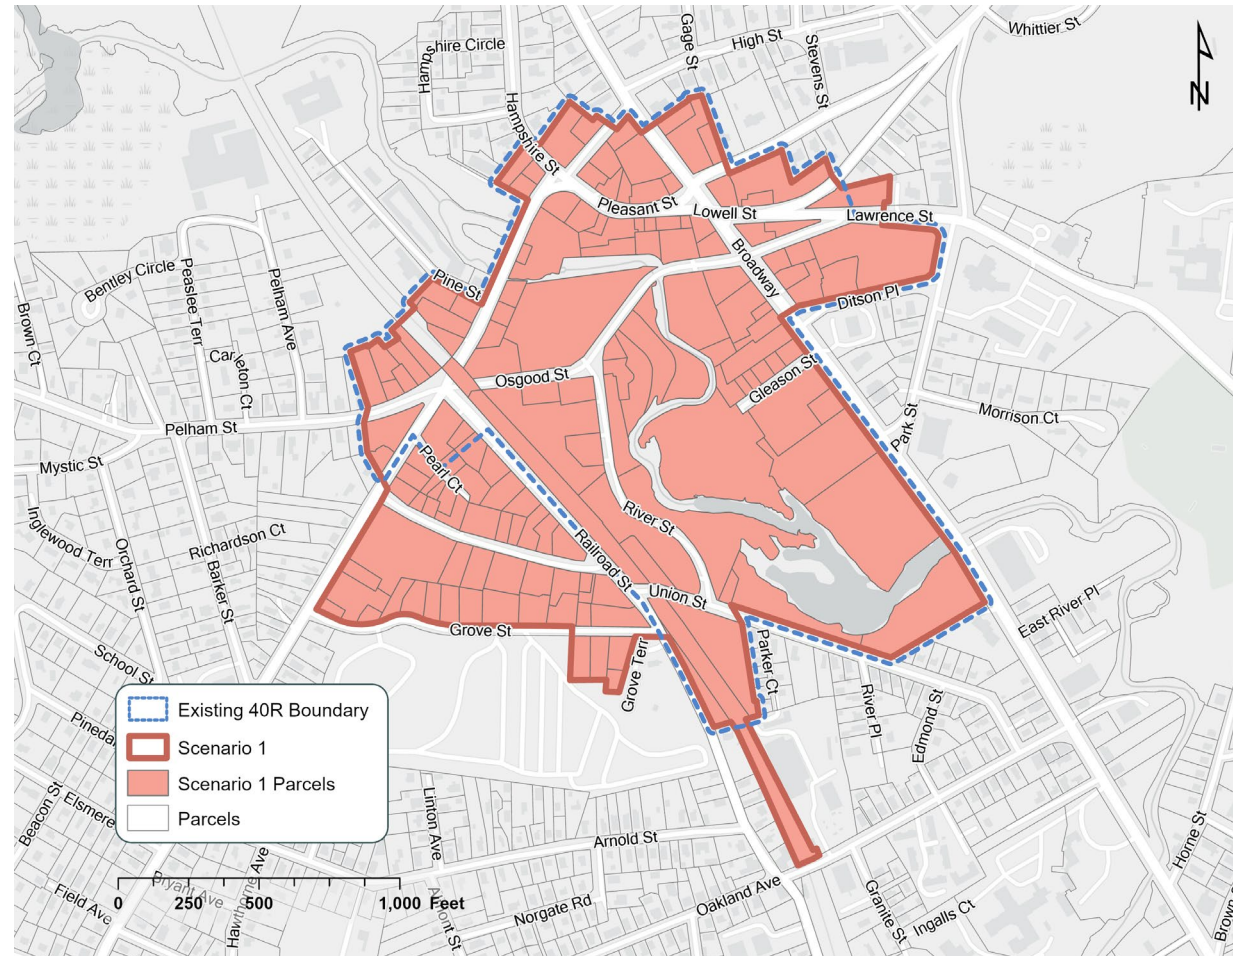 Whittier St
Gage St
High St
Stevens St
Hampshire Circle
N
Hampshire St
Pleasant St
Lowell St
Lawrence St
Broadway
Pine St
Bentley Circle
Peaslee Terr
Pelham Ave
Ditson Pl
Brown Ct
Carleton Ct
Osgood St
Gleason St
Pelham St
Morrison Ct
Park St
Mystic St
Pearl Ct
Inglewood Terr
Orchard St
Richardson Ct
Barker St
River St
Railroad St
Union St
East River Pl
Grove St
Parker Ct
Grove Terr
School St
River Pl
Edmond St
Existing 40R Boundary
Scenario 1
Scenario 1 Parcels
Parcels
Beacon St
Elsmere
Linton Ave
Arnold St
Horne St
Bryant Ave
0 250 500 1,000 Feet
Field Ave
Hawthorne Ave
Norgate Rd
Oakland Ave
Granite St
Ingalls Ct
Brown